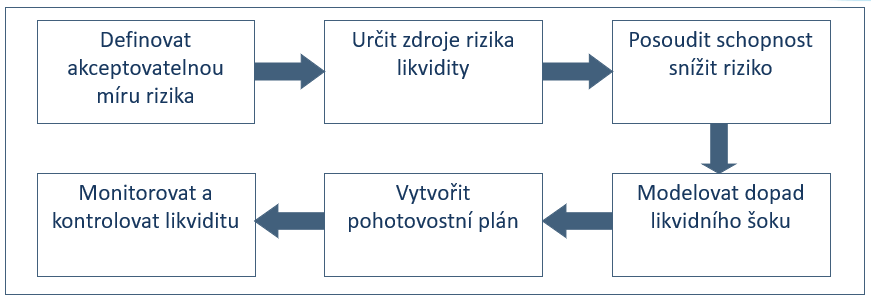 Definovat
akceptovatelnou
míru rizika
Určit zdroje rizika
likvidity
Posoudit schopnost
snížit riziko
Modelovat dopad
likvidního šoku
Vytvořit
pohotovostní plán
Monitorovat a
kontrolovat likviditu